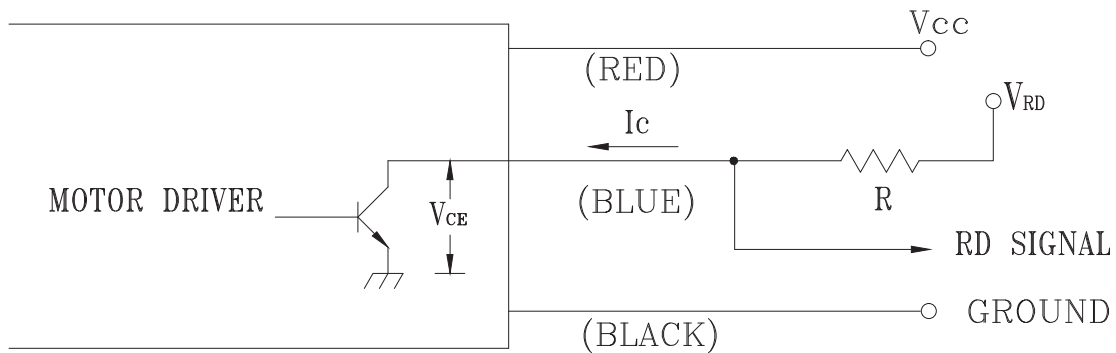 Vcc
(RED)
VRD
Ic
MOTOR DRIVER
VCE
(BLUE)
R
RD SIGNAL
GROUND
(BLACK)